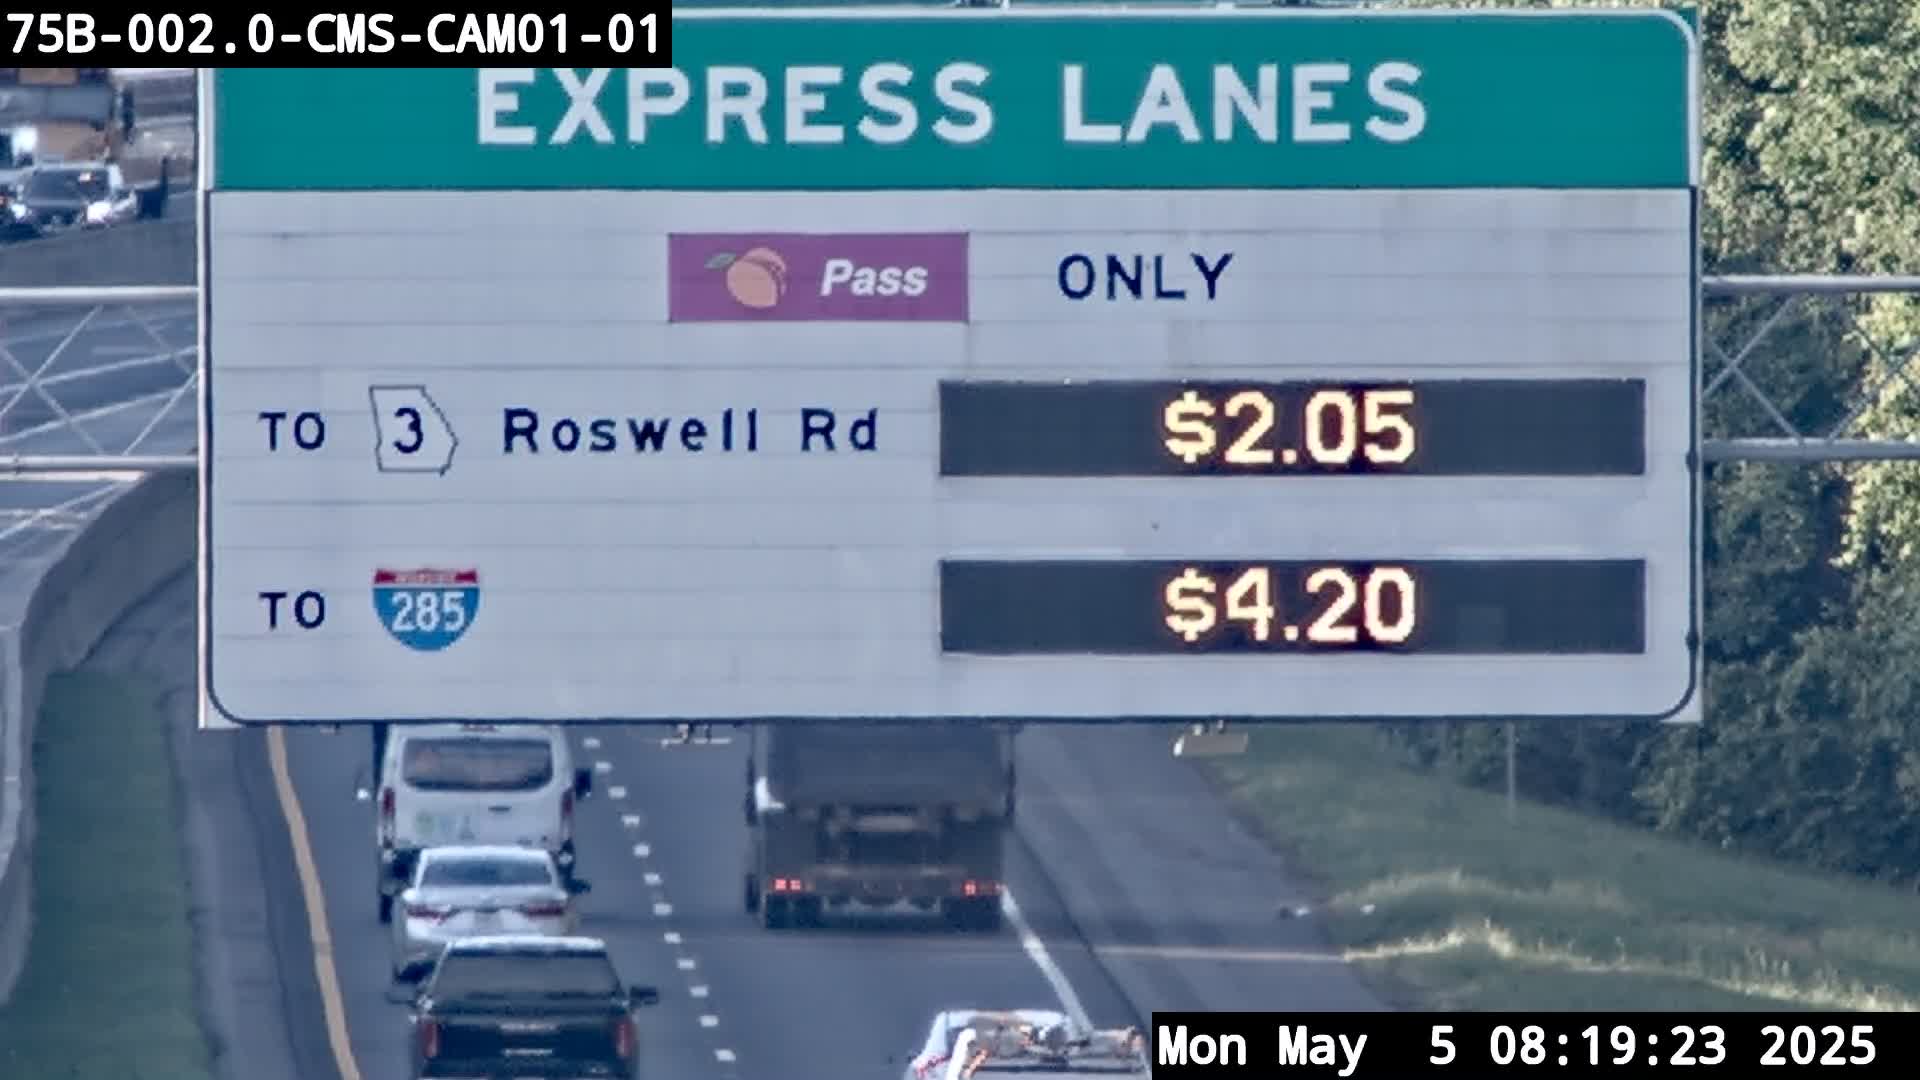 75B-002.0-CMS-CAM01-01
EXPRESS LANES
Pass ONLY
TO 3 Roswell Rd $2.05
TO 285 $4.20
Mon May 5 08:19:23 2025